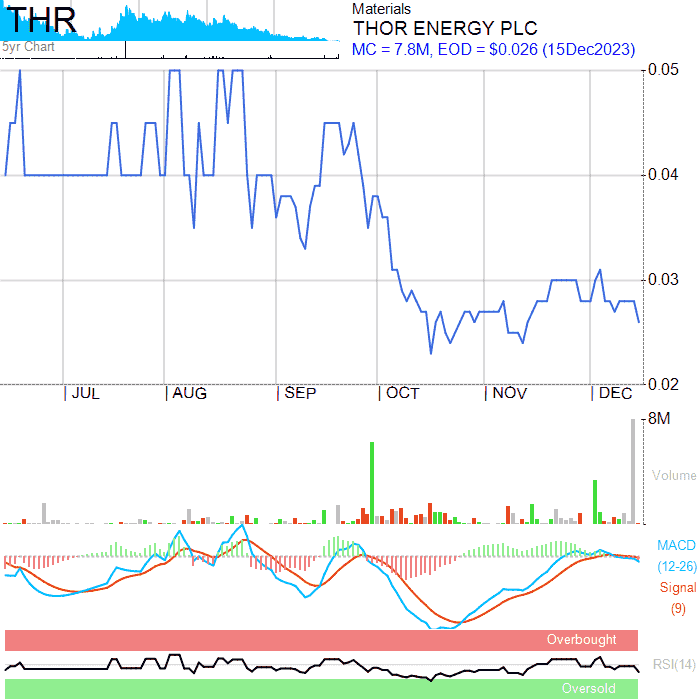 THR
5yr Chart
Materials
THOR ENERGY PLC
MC = 7.8M, EOD = $0.026 (15Dec2023)
0.05
0.04
0.03
0.02
JUL AUG SEP OCT NOV DEC
8M
Volume
MACD
(12-26)
Signal
(9)
Overbought
RSI(14)
Oversold